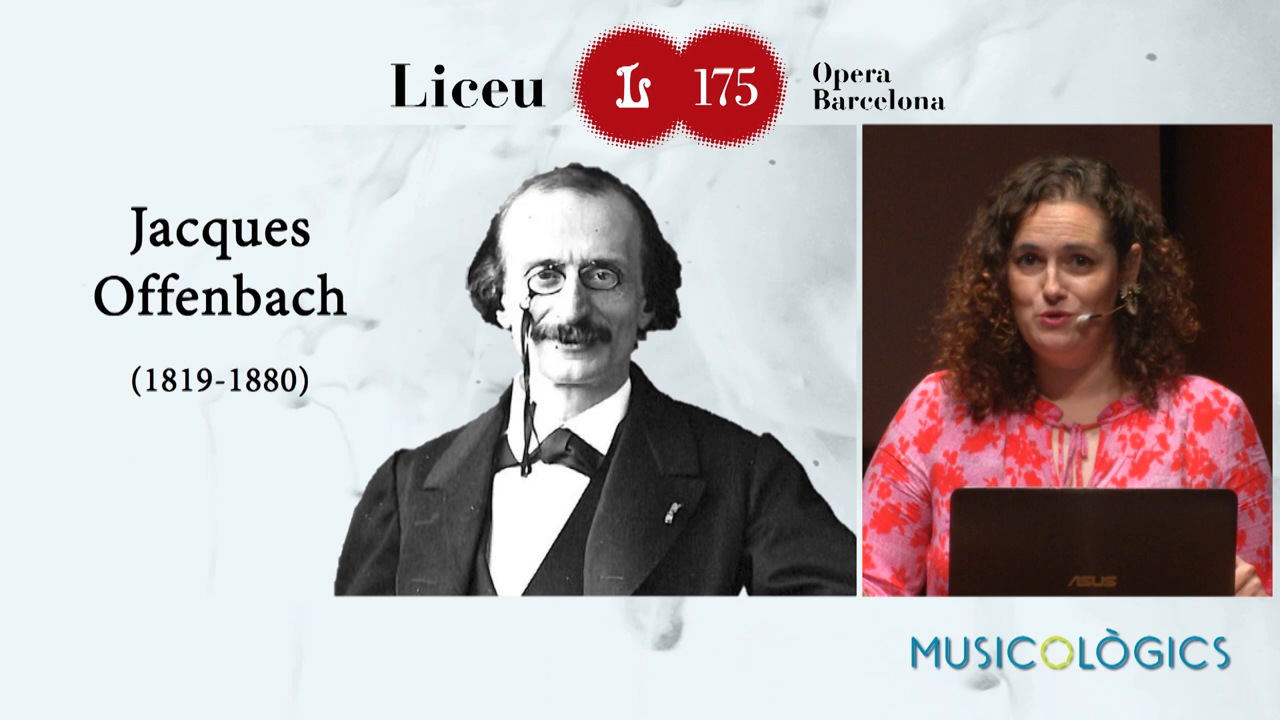 Liceu
L 175
Opera
Barcelona
Jacques
Offenbach
(1819-1880)
ASUS
MUSICOLÒGICS